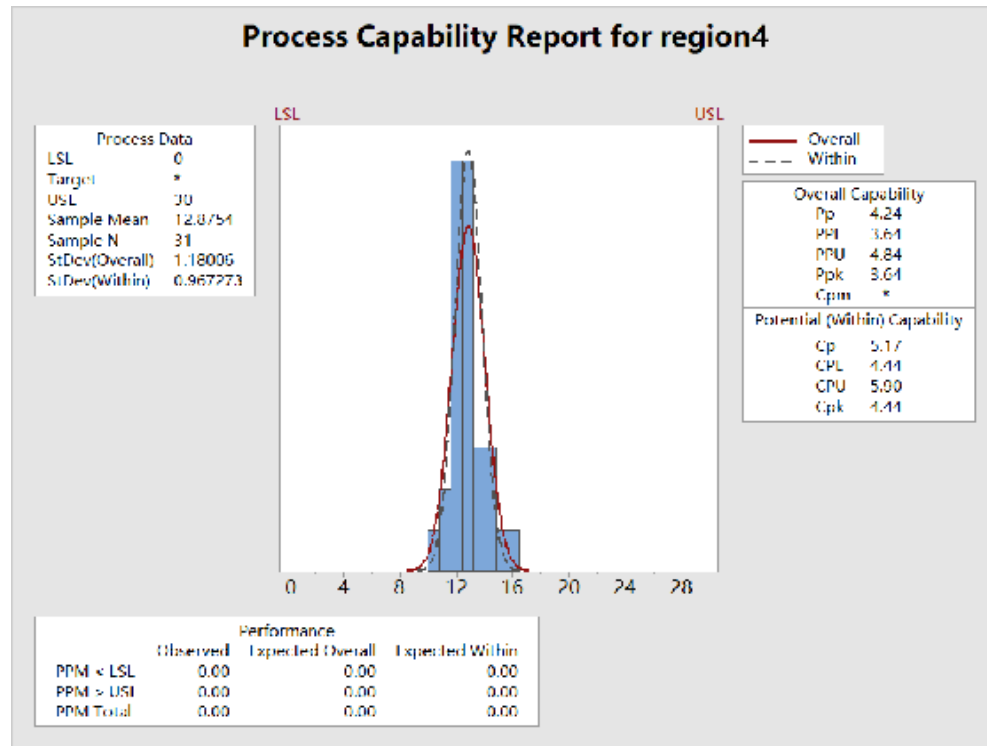 Process Capability Report for region4
LSL USL
Process Data
LSL 0
Target *
USL 30
Sample Mean 12.8754
Sample N 31
StDev(Overall) 1.18006
StDev(Within) 0.967273
Overall
Within
Overall Capability
Pp 4.24
PPL 3.64
PPU 4.84
Ppk 3.64
Cpm *
Potential (Within) Capability
Cp 5.17
CPL 4.44
CPU 5.90
Cpk 4.44
0 4 8 12 16 20 24 28
Performance
Observed Expected Overall Expected Within
PPM < LSL 0.00 0.00 0.00
PPM > USL 0.00 0.00 0.00
PPM Total 0.00 0.00 0.00